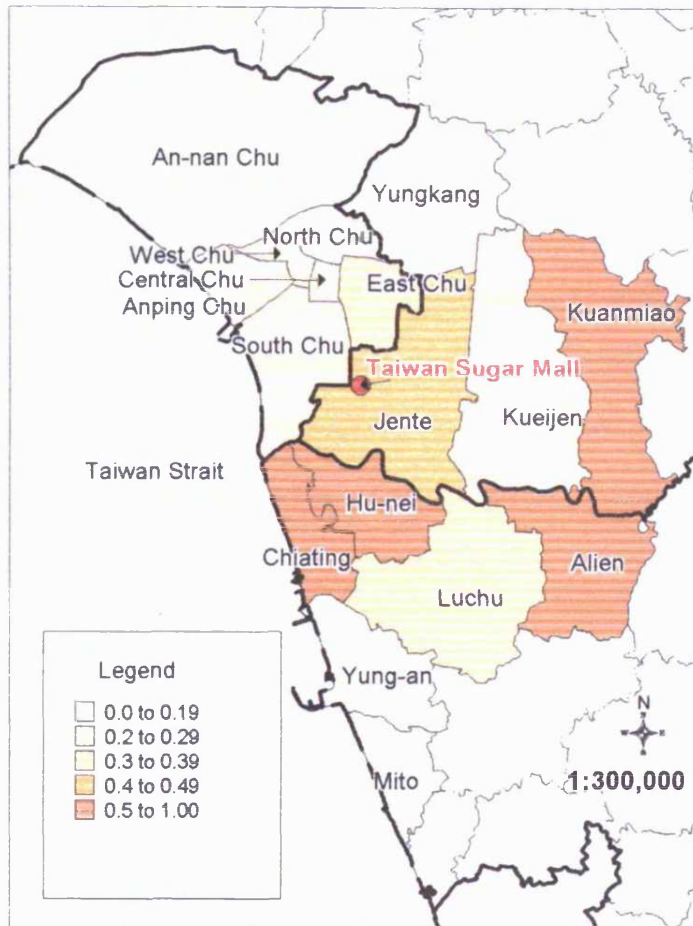 An-nan Chu
Yungkang
North Chu
West Chu
Central Chu
Anping Chu
East Chu
Kuanmiao
South Chu
Taiwan Sugar Mall
Jente
Kueijen
Taiwan Strait
Hu-nei
Chiating
Alien
Luchu
Yung-an
Mito
Legend
0.0 to 0.19
0.2 to 0.29
0.3 to 0.39
0.4 to 0.49
0.5 to 1.00
N
1:300,000